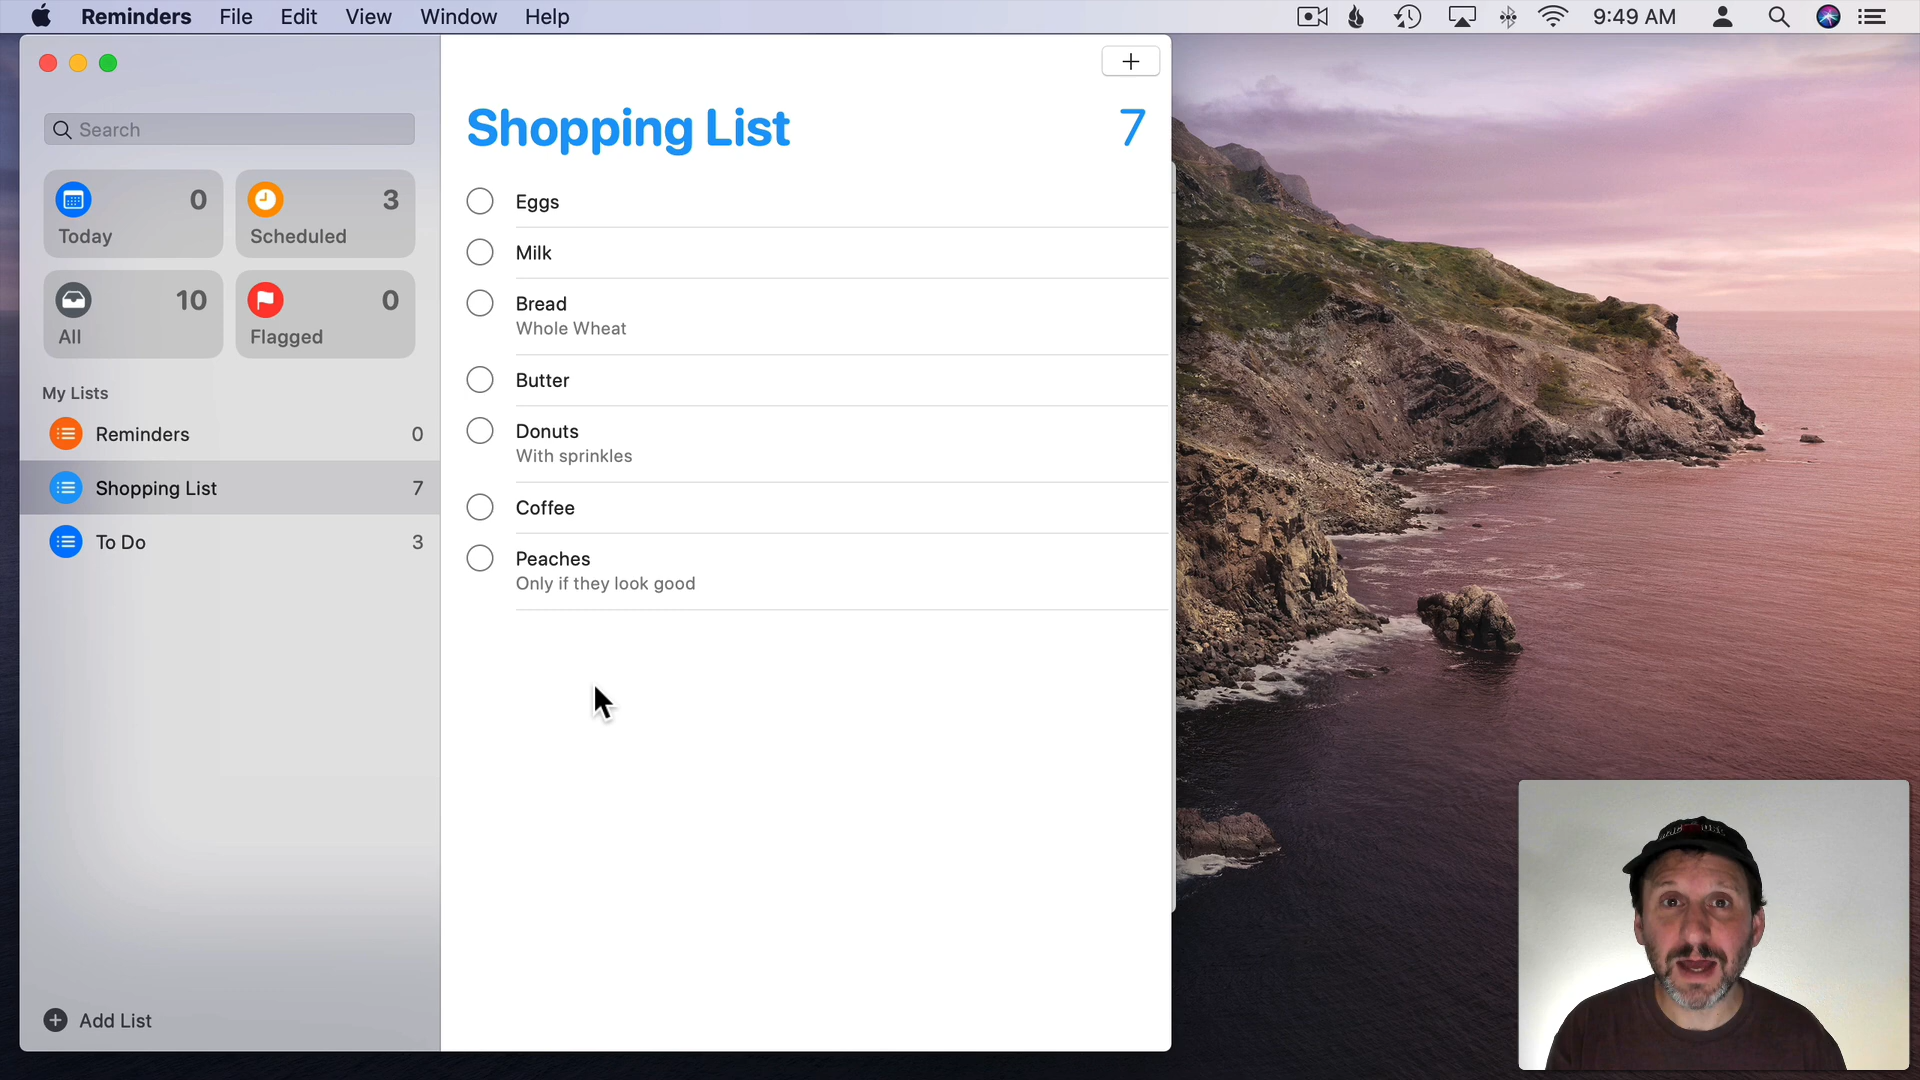 Reminders File Edit View Window Help 9:49 AM
Search
0 3
Today Scheduled
10 0
All Flagged
My Lists
Reminders 0
Shopping List 7
To Do 3
Add List
Shopping List 7
Eggs
Milk
Bread
Whole Wheat
Butter
Donuts
With sprinkles
Coffee
Peaches
Only if they look good